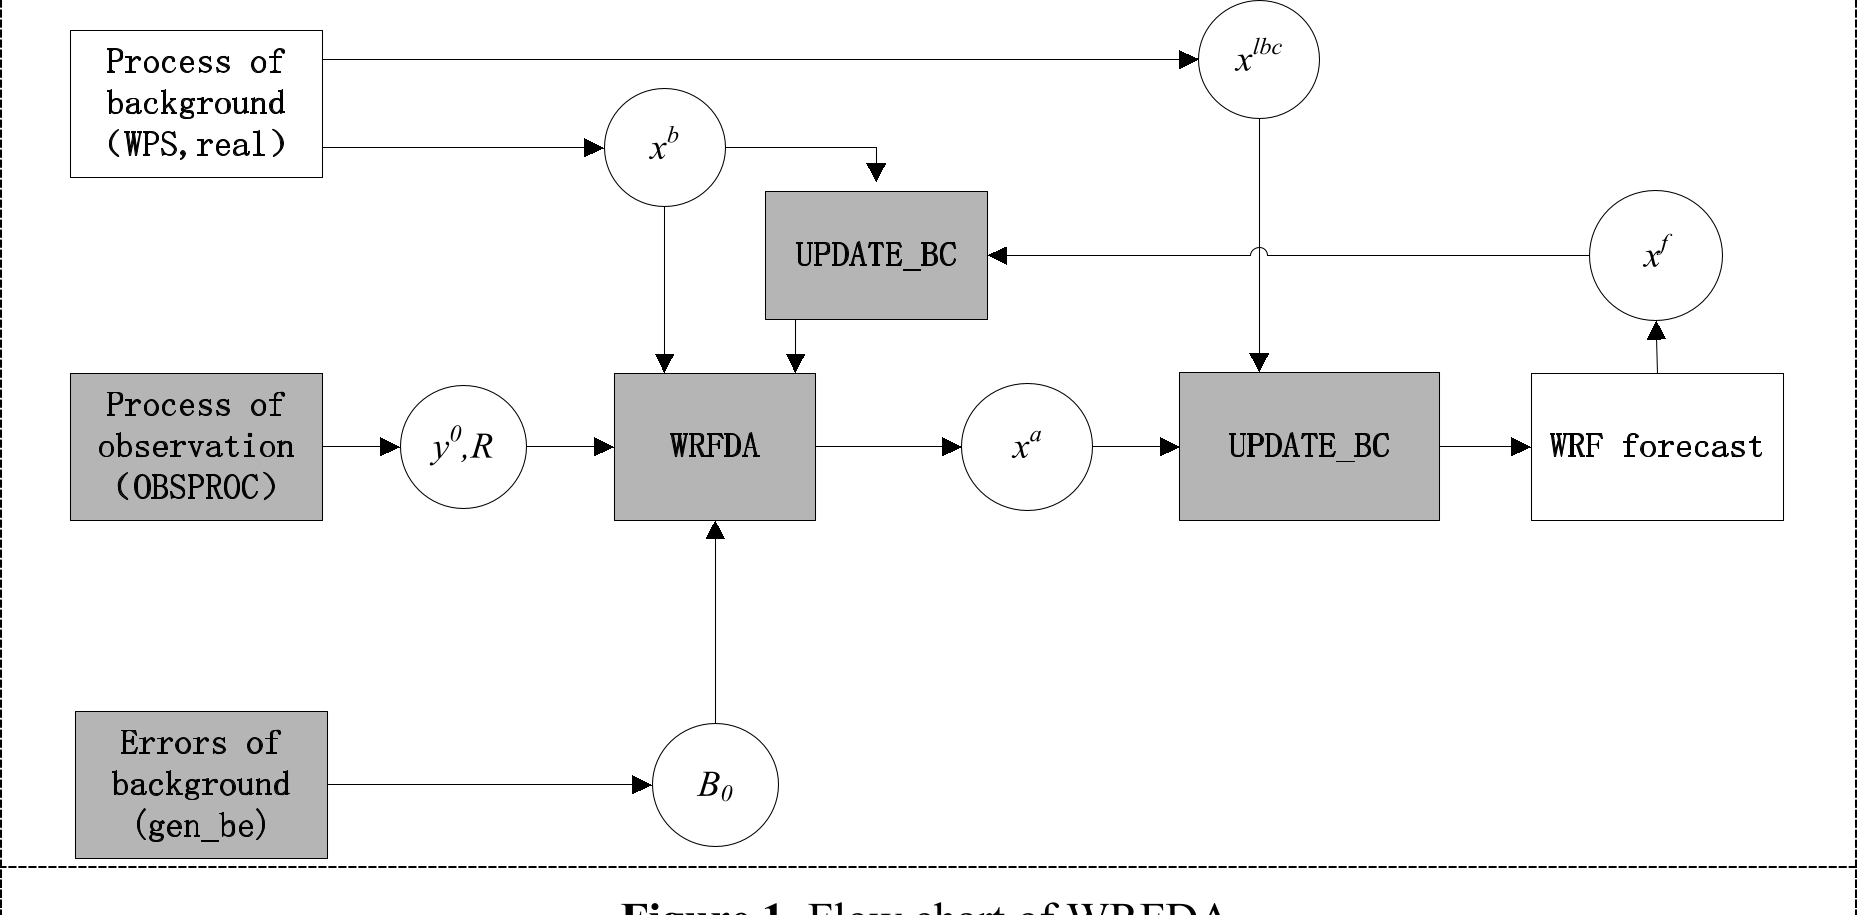 Process of
background
(WPS,real)
x^lbc
x^b
UPDATE_BC
x^f
Process of
observation
(OBSPROC)
y^0,R
WRFDA
x^a
UPDATE_BC
WRF forecast
Errors of
background
(gen_be)
B_0
Figure 1. Flow chart of WRFDA